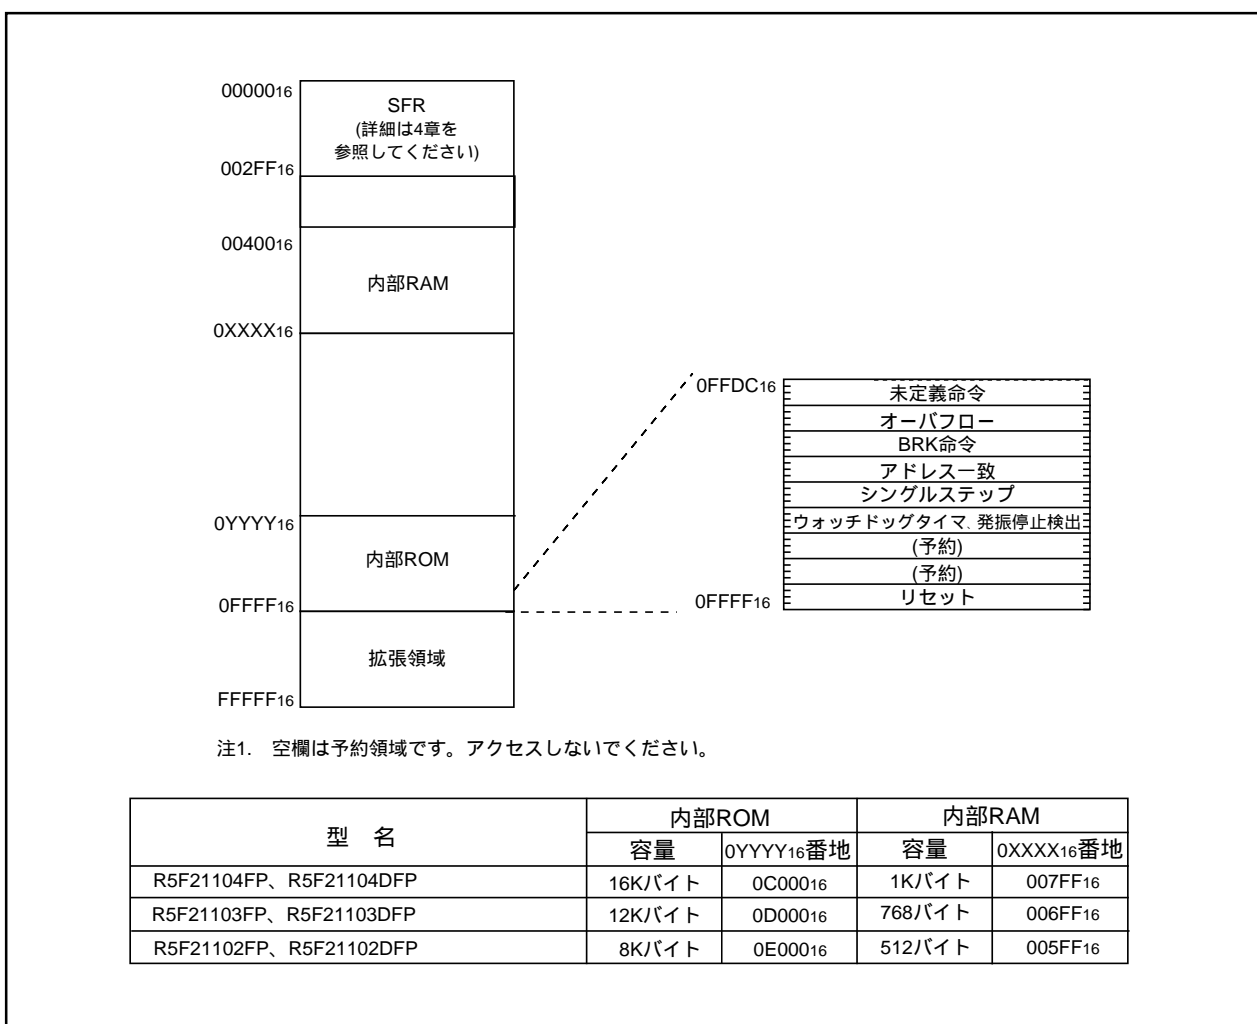 0000016
SFR
(詳細は4章を
参照してください)
002FF16
0040016
内部RAM
0XXXX16
0YYYY16
内部ROM
0FFFF16
拡張領域
FFFFF16
0FFDC16
未定義命令
オーバフロー
BRK命令
アドレス一致
シングルステップ
ウォッチドッグタイマ、発振停止検出
(予約)
(予約)
0FFFF16
リセット
注1. 空欄は予約領域です。アクセスしないでください。
型 名 内部ROM 内部RAM
容量 0YYYY16番地 容量 0XXXX16番地
R5F21104FP、R5F21104DFP 16Kバイト 0C00016 1Kバイト 007FF16
R5F21103FP、R5F21103DFP 12Kバイト 0D00016 768バイト 006FF16
R5F21102FP、R5F21102DFP 8Kバイト 0E00016 512バイト 005FF16